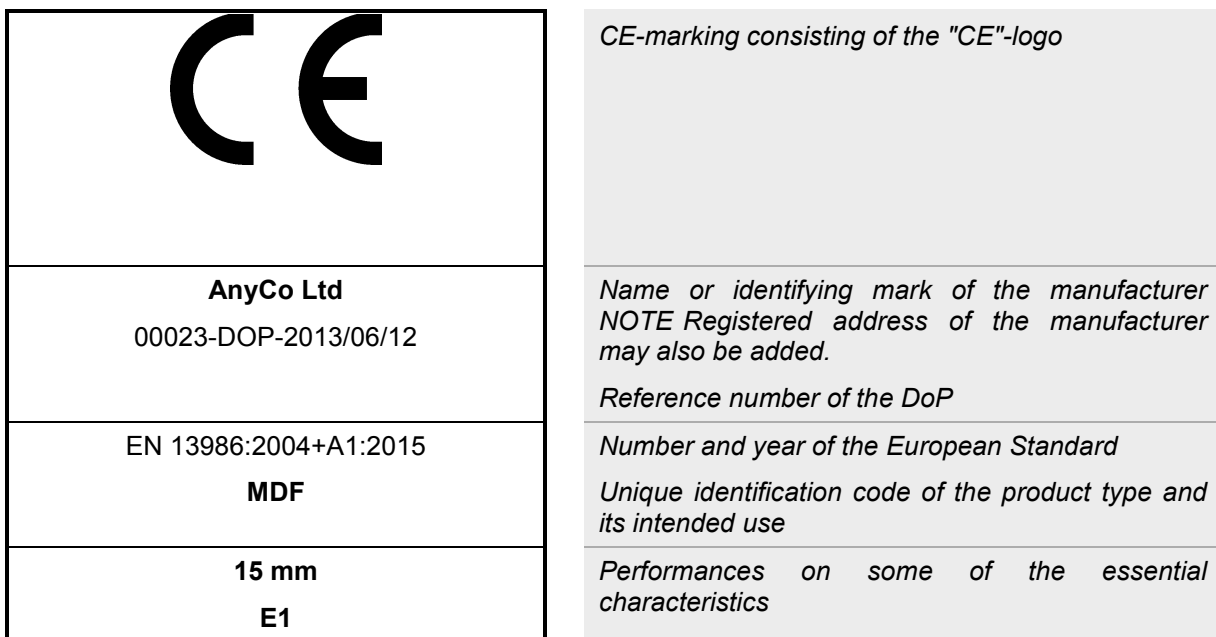 CE
CE-marking consisting of the "CE"-logo
AnyCo Ltd
00023-DOP-2013/06/12
Name or identifying mark of the manufacturer
NOTE Registered address of the manufacturer
may also be added.
Reference number of the DoP
EN 13986:2004+A1:2015
MDF
Number and year of the European Standard
Unique identification code of the product type and
its intended use
15 mm
E1
Performances on some of the essential
characteristics